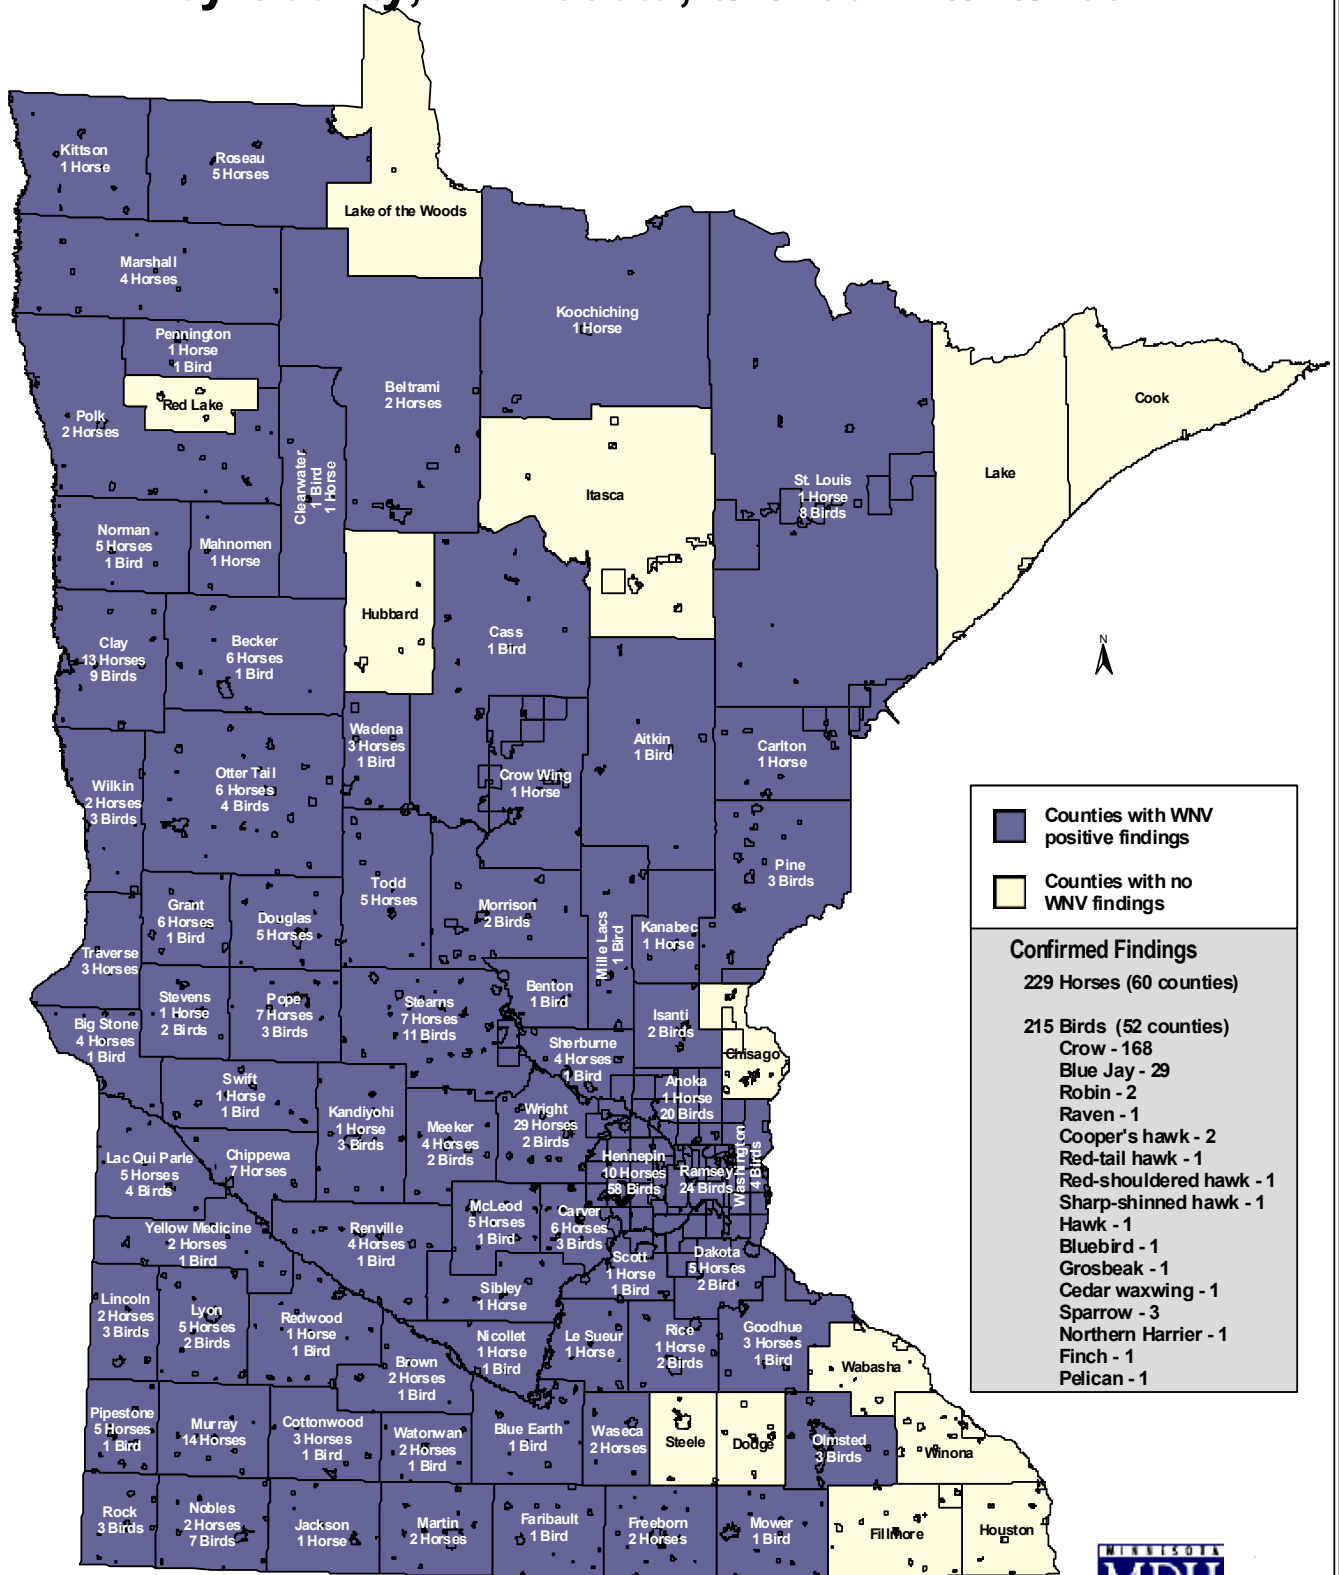 Kittson
1 Horse
Roseau
5 Horses
Lake of the Woods
Marshall
4 Horses
Koochiching
1 Horse
Pennington
1 Horse
1 Bird
Beltrami
2 Horses
Red Lake
Polk
2 Horses
Cook
Lake
Clearwater
1 Bird
1 Horse
Itasca
St. Louis
1 Horse
8 Birds
Norman
5 Horses
1 Bird
Mahnomen
1 Horse
Hubbard
Clay
13 Horses
9 Birds
Becker
6 Horses
1 Bird
Cass
1 Bird
N
Wadena
3 Horses
1 Bird
Aitkin
1 Bird
Carlton
1 Horse
Wilkin
2 Horses
3 Birds
Otter Tail
6 Horses
4 Birds
Crow Wing
1 Horse
Counties with WNV
positive findings
Counties with no
WNV findings
Pine
3 Birds
Todd
5 Horses
Morrison
2 Birds
Grant
6 Horses
1 Bird
Douglas
5 Horses
Mille Lacs
1 Bird
Kanabec
1 Horse
Traverse
3 Horses
Stevens
1 Horse
2 Birds
Pope
7 Horses
3 Birds
Stearns
7 Horses
11 Birds
Benton
1 Bird
Isanti
2 Birds
Big Stone
4 Horses
1 Bird
Sherburne
4 Horses
1 Bird
Chisago
Swift
1 Horse
1 Bird
Kandiyohi
1 Horse
3 Birds
Meeker
4 Horses
2 Birds
Wright
29 Horses
2 Birds
Anoka
1 Horse
20 Birds
Lac Qui Parle
5 Horses
4 Birds
Chippewa
7 Horses
Hennepin
10 Horses
58 Birds
Ramsey
24 Birds
Washington
4 Birds
Yellow Medicine
2 Horses
1 Bird
Renville
4 Horses
1 Bird
McLeod
5 Horses
1 Bird
Carver
6 Horses
3 Birds
Scott
1 Horse
1 Bird
Dakota
5 Horses
2 Bird
Sibley
1 Horse
Lincoln
2 Horses
3 Birds
Lyon
5 Horses
2 Birds
Redwood
1 Horse
1 Bird
Nicollet
1 Horse
1 Bird
Le Sueur
1 Horse
Rice
1 Horse
2 Birds
Goodhue
3 Horses
1 Bird
Wabasha
Brown
2 Horses
1 Bird
Pipestone
5 Horses
1 Bird
Murray
14 Horses
Cottonwood
3 Horses
1 Bird
Watonwan
2 Horses
1 Bird
Blue Earth
1 Bird
Waseca
2 Horses
Steele
Dodge
Olmsted
3 Birds
Winona
Rock
3 Birds
Nobles
2 Horses
7 Birds
Jackson
1 Horse
Martin
2 Horses
Faribault
1 Bird
Freeborn
2 Horses
Mower
1 Bird
Fillmore
Houston
Confirmed Findings
229 Horses (60 counties)
215 Birds (52 counties)
Crow - 168
Blue Jay - 29
Robin - 2
Raven - 1
Cooper's hawk - 2
Red-tail hawk - 1
Red-shouldered hawk - 1
Sharp-shinned hawk - 1
Hawk - 1
Bluebird - 1
Grosbeak - 1
Cedar waxwing - 1
Sparrow - 3
Northern Harrier - 1
Finch - 1
Pelican - 1
MINNESOTA
MDH